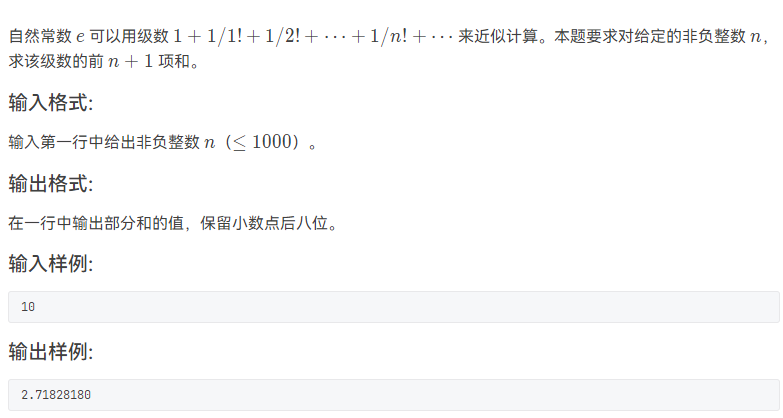 自然常数 e 可以用级数 1 + 1/1! + 1/2! + ⋯ + 1/n! + ⋯ 来近似计算。本题要求对给定的非负整数 n，
求该级数的前 n + 1 项和。
输入格式:
输入第一行中给出非负整数 n（≤ 1000）。
输出格式:
在一行中输出部分和的值，保留小数点后八位。
输入样例:
10
输出样例:
2.71828180